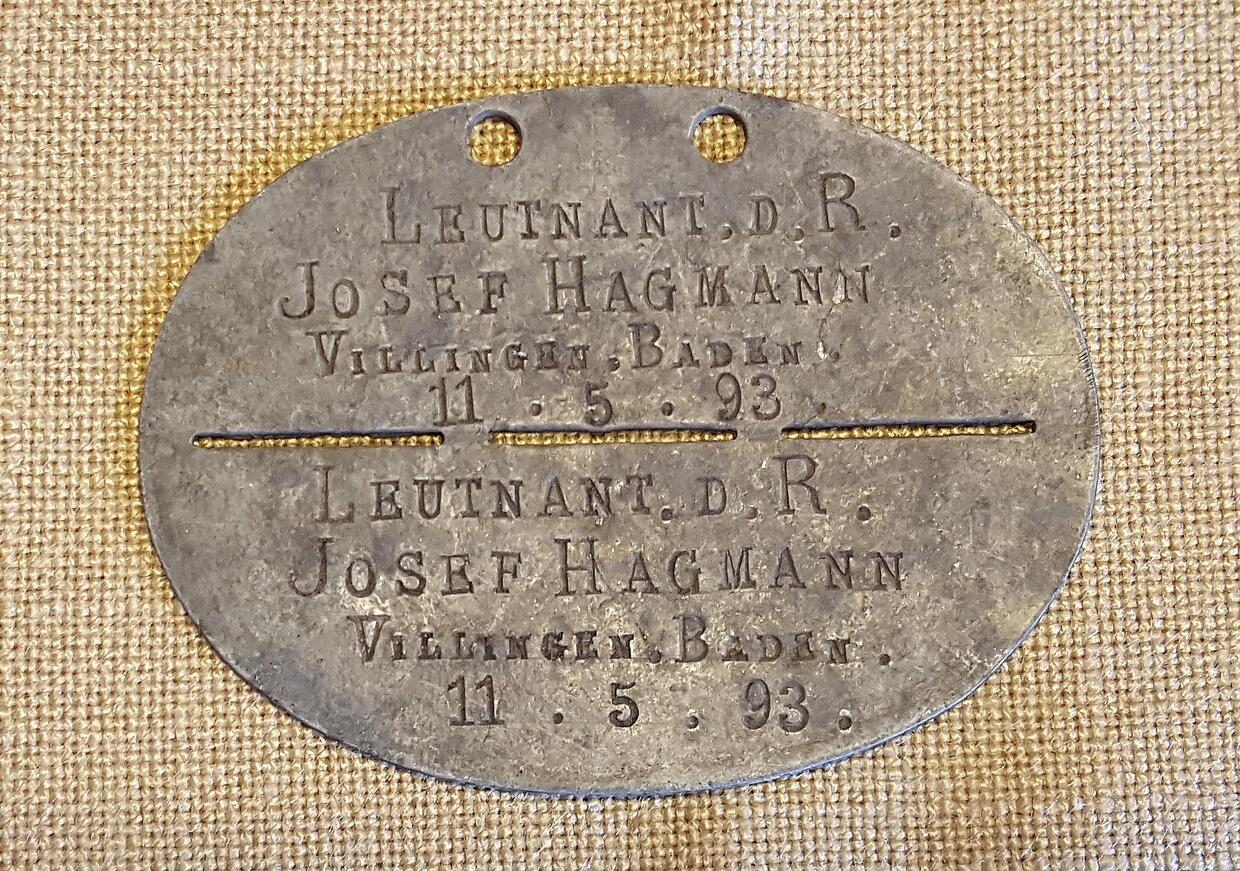 LEUTNANT.D.R.
JOSEF HAGMANN
VILLINGEN.BADEN.
11.5.93.
LEUTNANT.D.R.
JOSEF HAGMANN
VILLINGEN.BADEN.
11.5.93.